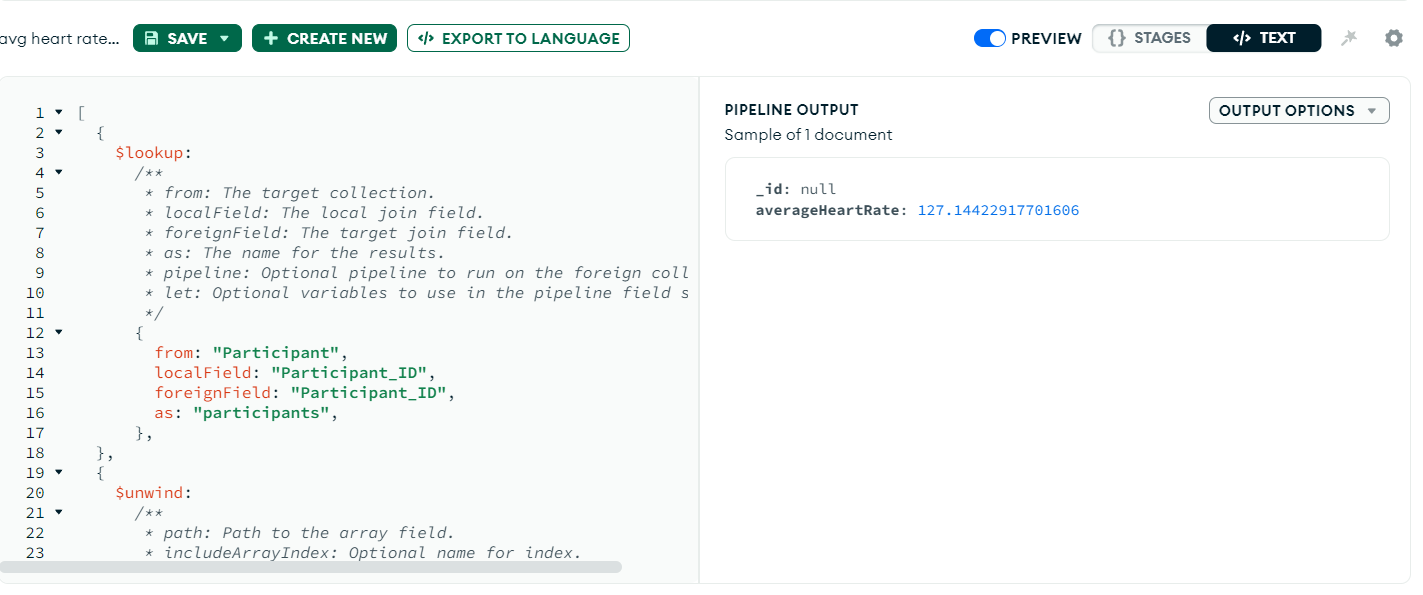 avg heart rate... SAVE CREATE NEW </> EXPORT TO LANGUAGE PREVIEW {} STAGES </> TEXT
1 [
2 {
3 $lookup:
4 /**
5 * from: The target collection.
6 * localField: The local join field.
7 * foreignField: The target join field.
8 * as: The name for the results.
9 * pipeline: Optional pipeline to run on the foreign coll
10 * let: Optional variables to use in the pipeline field s
11 */
12 {
13 from: "Participant",
14 localField: "Participant_ID",
15 foreignField: "Participant_ID",
16 as: "participants",
17 },
18 },
19 {
20 $unwind:
21 /**
22 * path: Path to the array field.
23 * includeArrayIndex: Optional name for index.
PIPELINE OUTPUT
OUTPUT OPTIONS
Sample of 1 document
_id: null
averageHeartRate: 127.14422917701606